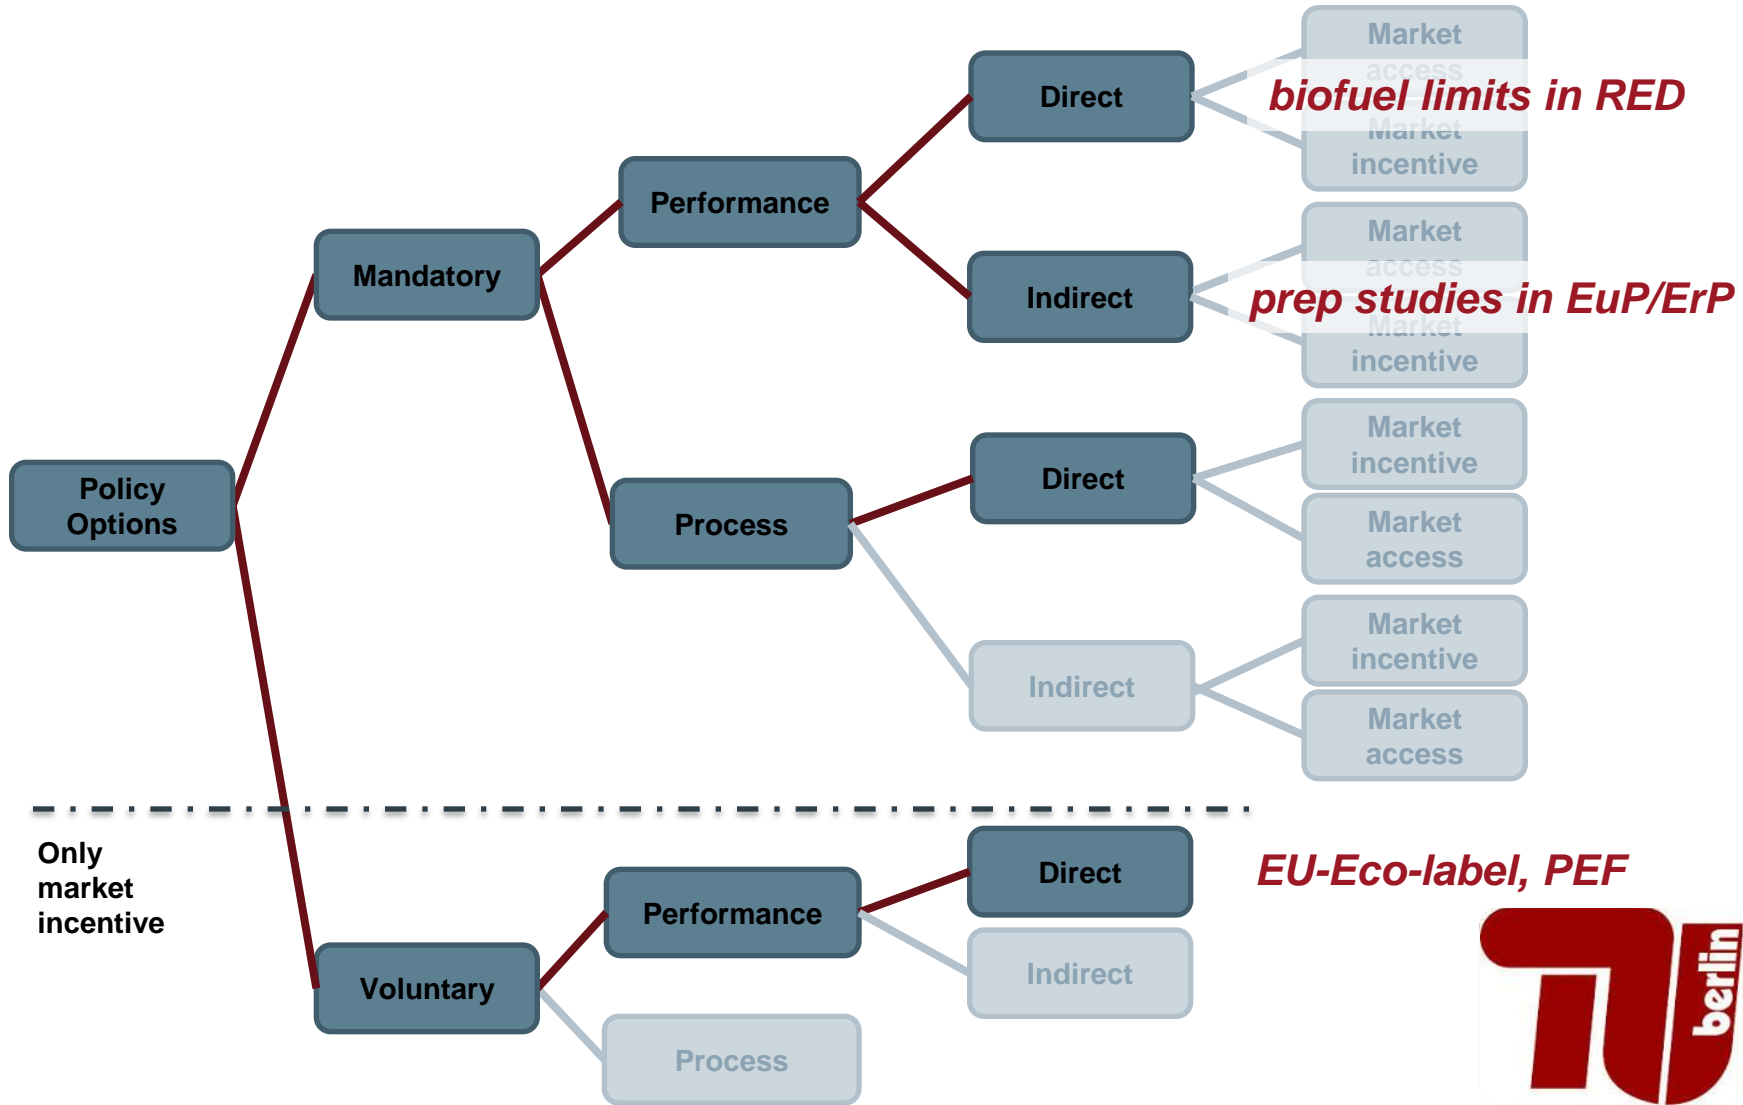 Market
access
Direct
biofuel limits in RED
Market
incentive
Performance
Market
access
Mandatory
Indirect
prep studies in EuP/ErP
Market
incentive
Market
incentive
Direct
Policy
Options
Process
Market
access
Market
incentive
Indirect
Market
access
Only
market
incentive
Direct
EU-Eco-label, PEF
Performance
Indirect
Voluntary
Process
berlin